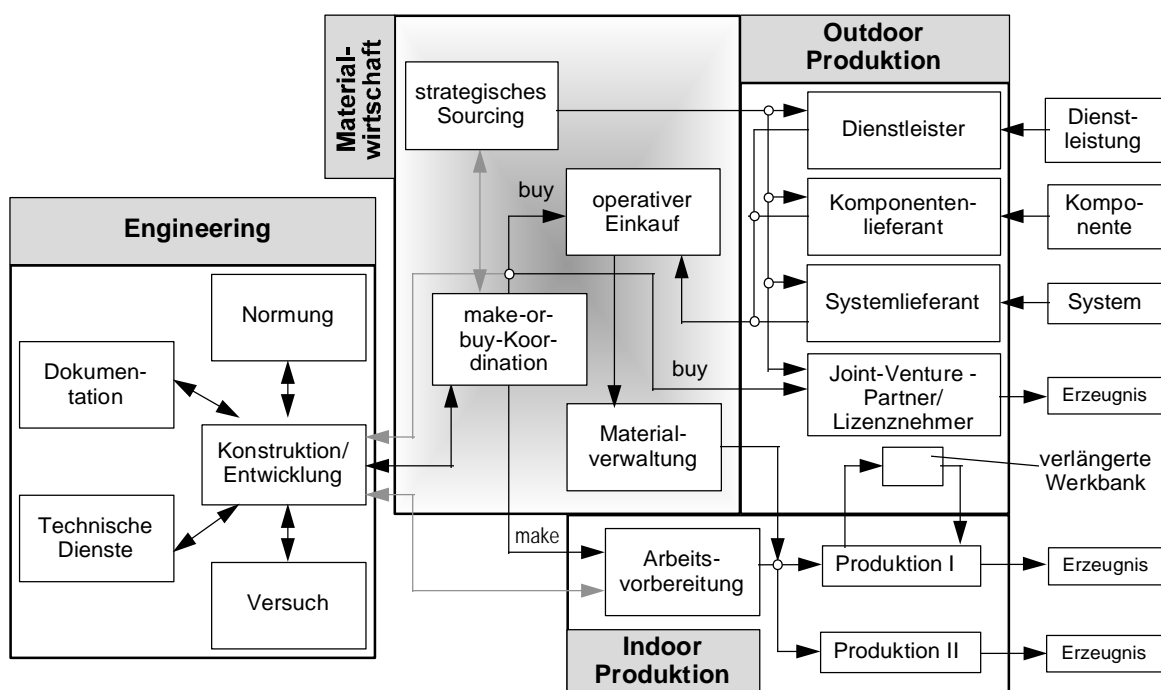 Material-
wirtschaft
Outdoor
Produktion
strategisches
Sourcing
Dienstleister
Dienst-
leistung
buy
operativer
Einkauf
Komponenten-
lieferant
Kompo-
nente
Engineering
Normung
make-or-
buy-Koor-
dination
Systemlieferant
System
Dokumen-
tation
buy
Joint-Venture -
Partner/
Lizenznehmer
Erzeugnis
Konstruktion/
Entwicklung
Material-
verwaltung
verlängerte
Werkbank
Technische
Dienste
make
Arbeits-
vorbereitung
Produktion I
Erzeugnis
Versuch
Indoor
Produktion
Produktion II
Erzeugnis